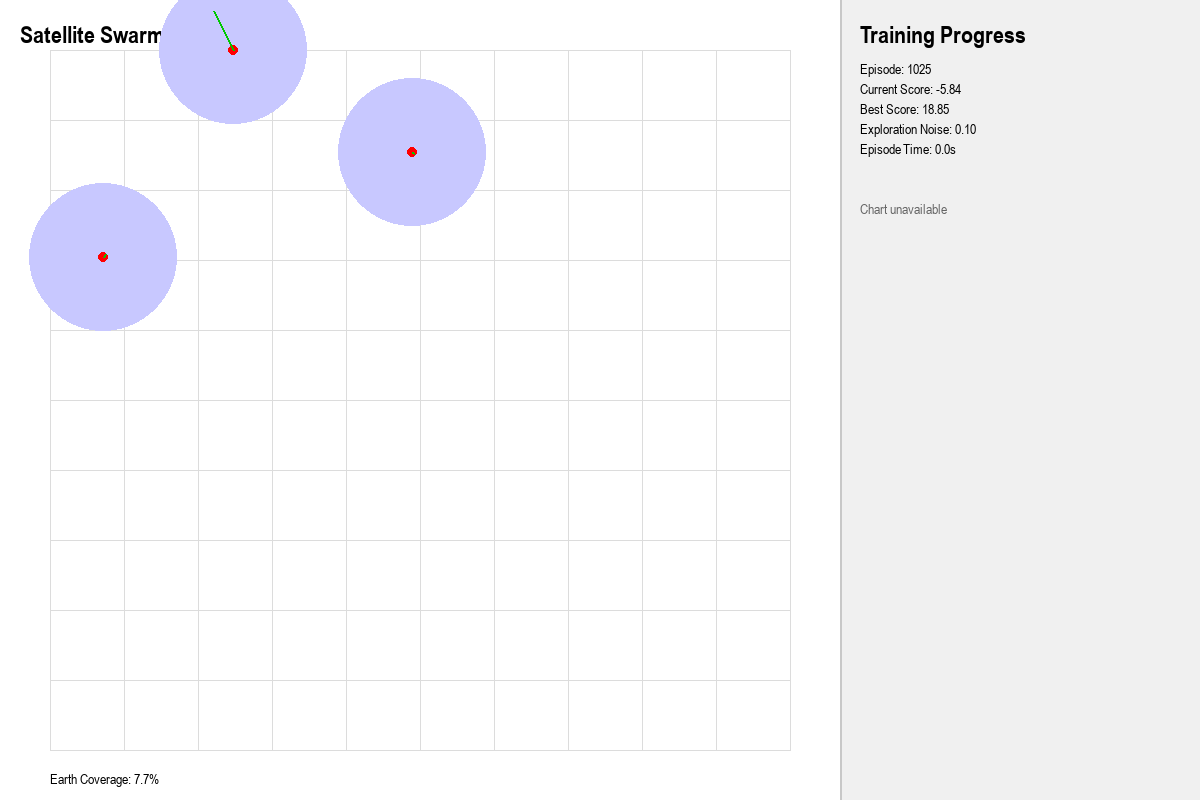 Satellite Swarm
Training Progress
Episode: 1025
Current Score: -5.84
Best Score: 18.85
Exploration Noise: 0.10
Episode Time: 0.0s
Chart unavailable
Earth Coverage: 7.7%